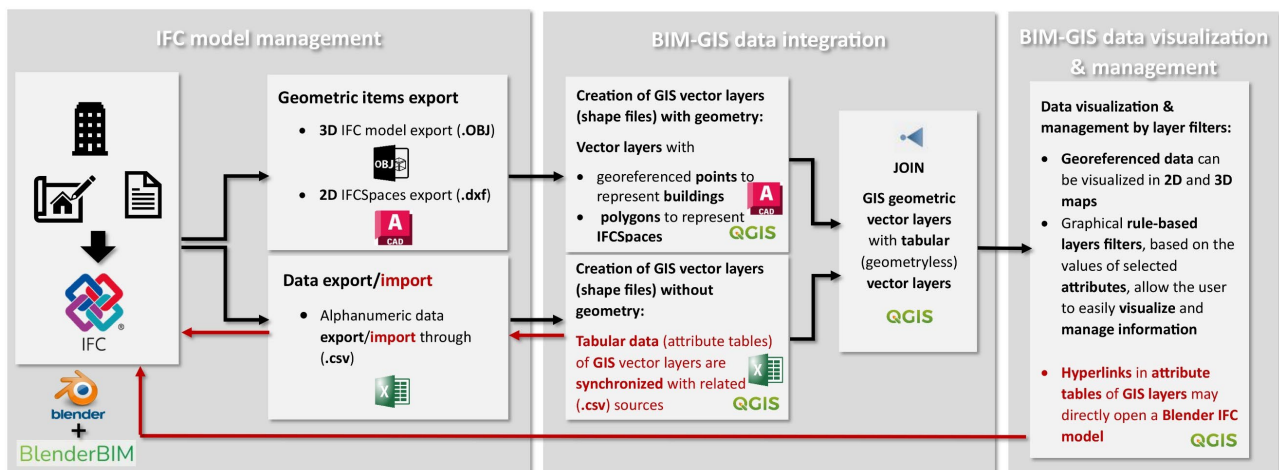 IFC model management
IFC
®
blender
+
BlenderBIM
Geometric items export
• 3D IFC model export (.OBJ)
OBJ
• 2D IFCSpaces export (.dxf)
A
CAD
Data export/import
• Alphanumeric data
export/import through
(.csv)
X
BIM-GIS data integration
Creation of GIS vector layers
(shape files) with geometry:
Vector layers with
• georeferenced points to
represent buildings
• polygons to represent
IFCSpaces
A
CAD
QGIS
Creation of GIS vector layers
(shape files) without
geometry:
Tabular data (attribute tables)
of GIS vector layers are
synchronized with related
(.csv) sources
X
QGIS
JOIN
GIS geometric
vector layers
with tabular
(geometryless)
vector layers
QGIS
BIM-GIS data visualization
& management
Data visualization &
management by layer filters:
• Georeferenced data can
be visualized in 2D and 3D
maps
• Graphical rule-based
layers filters, based on the
values of selected
attributes, allow the user
to easily visualize and
manage information
• Hyperlinks in attribute
tables of GIS layers may
directly open a Blender IFC
model
QGIS